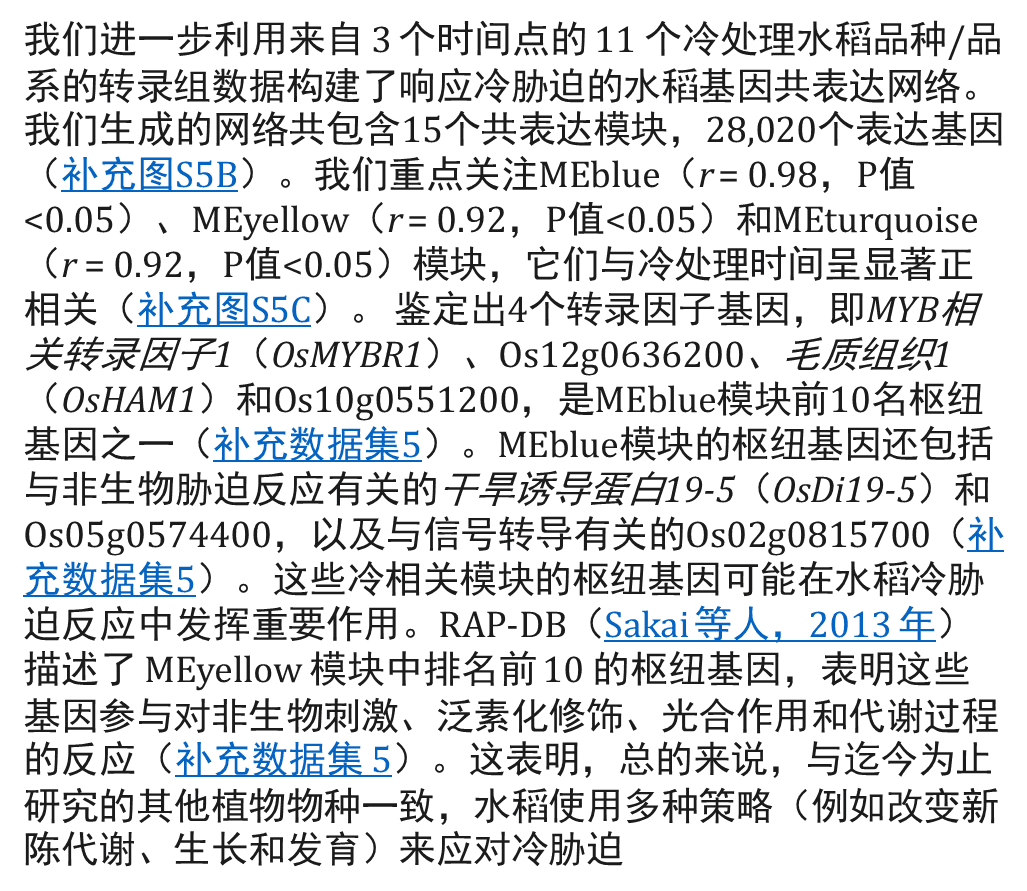 我们进一步利用来自 3 个时间点的 11 个冷处理水稻品种/品
系的转录组数据构建了响应冷胁迫的水稻基因共表达网络。
我们生成的网络共包含15个共表达模块，28,020个表达基因
（补充图S5B）。我们重点关注MEblue（r = 0.98，P值
<0.05）、MEyellow（r = 0.92，P值<0.05）和MEturquoise
（r = 0.92，P值<0.05）模块，它们与冷处理时间呈显著正
相关（补充图S5C）。 鉴定出4个转录因子基因，即MYB相
关转录因子1（OsMYBR1）、Os12g0636200、毛质组织1
（OsHAM1）和Os10g0551200，是MEblue模块前10名枢纽
基因之一（补充数据集5）。MEblue模块的枢纽基因还包括
与非生物胁迫反应有关的干旱诱导蛋白19-5（OsDi19-5）和
Os05g0574400，以及与信号转导有关的Os02g0815700（补
充数据集5）。这些冷相关模块的枢纽基因可能在水稻冷胁
迫反应中发挥重要作用。RAP-DB（Sakai 等人，2013 年）
描述了 MEyellow 模块中排名前 10 的枢纽基因，表明这些
基因参与对非生物刺激、泛素化修饰、光合作用和代谢过程
的反应（补充数据集 5）。这表明，总的来说，与迄今为止
研究的其他植物物种一致，水稻使用多种策略（例如改变新
陈代谢、生长和发育）来应对冷胁迫